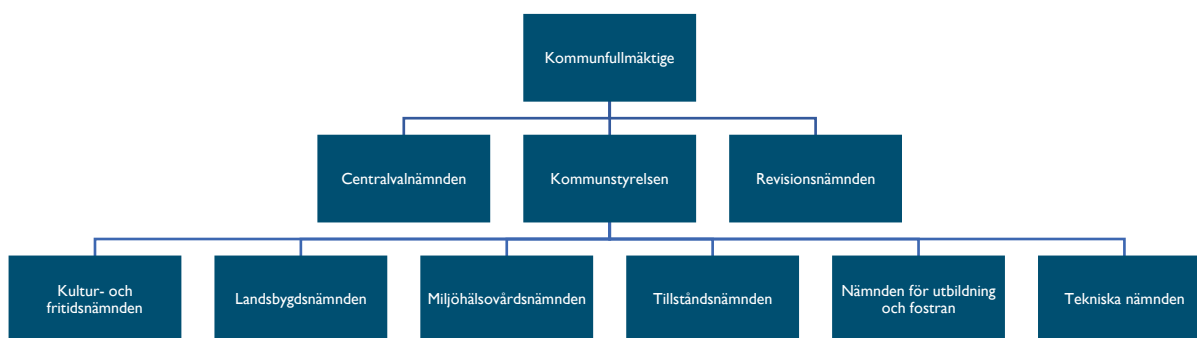 Kommunfullmäktige
Centralvalnämnden
Kommunstyrelsen
Revisionsnämnden
Kultur- och
fritidsnämnden
Landsbygdsnämnden
Miljöhälsovårdsnämnden
Tillståndsnämnden
Nämnden för utbildning
och fostran
Tekniska nämnden